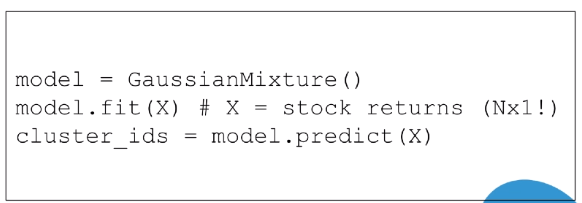 model = GaussianMixture()
model.fit(X) # X = stock returns (Nx1!)
cluster_ids = model.predict(X)